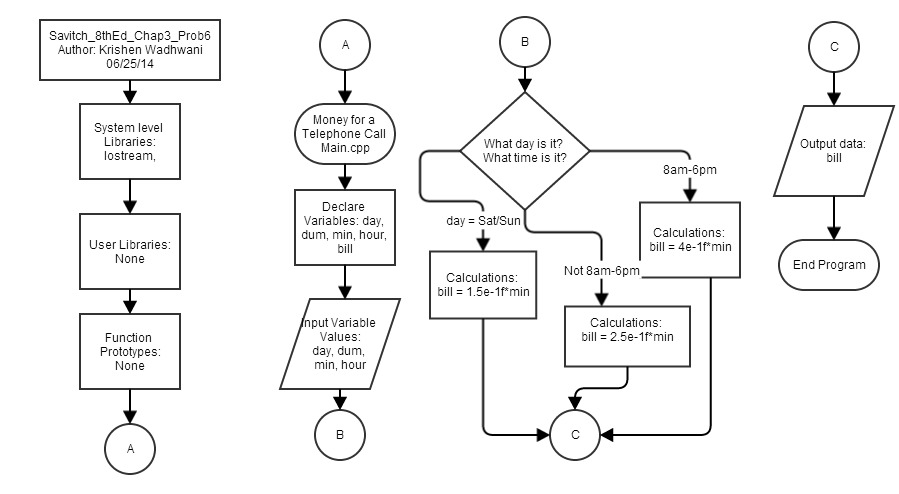 Savitch_8thEd_Chap3_Prob6
Author: Krishen Wadhwani
06/25/14
System level
Libraries:
Iostream,
User Libraries:
None
Function
Prototypes:
None
A
A
Money for a
Telephone Call
Main.cpp
Declare
Variables: day,
dum, min, hour,
bill
Input Variable
Values:
day, dum,
min, hour
B
B
What day is it?
What time is it?
day = Sat/Sun
Calculations:
bill = 1.5e-1f*min
Not 8am-6pm
Calculations:
bill = 2.5e-1f*min
8am-6pm
Calculations:
bill = 4e-1f*min
C
C
Output data:
bill
End Program